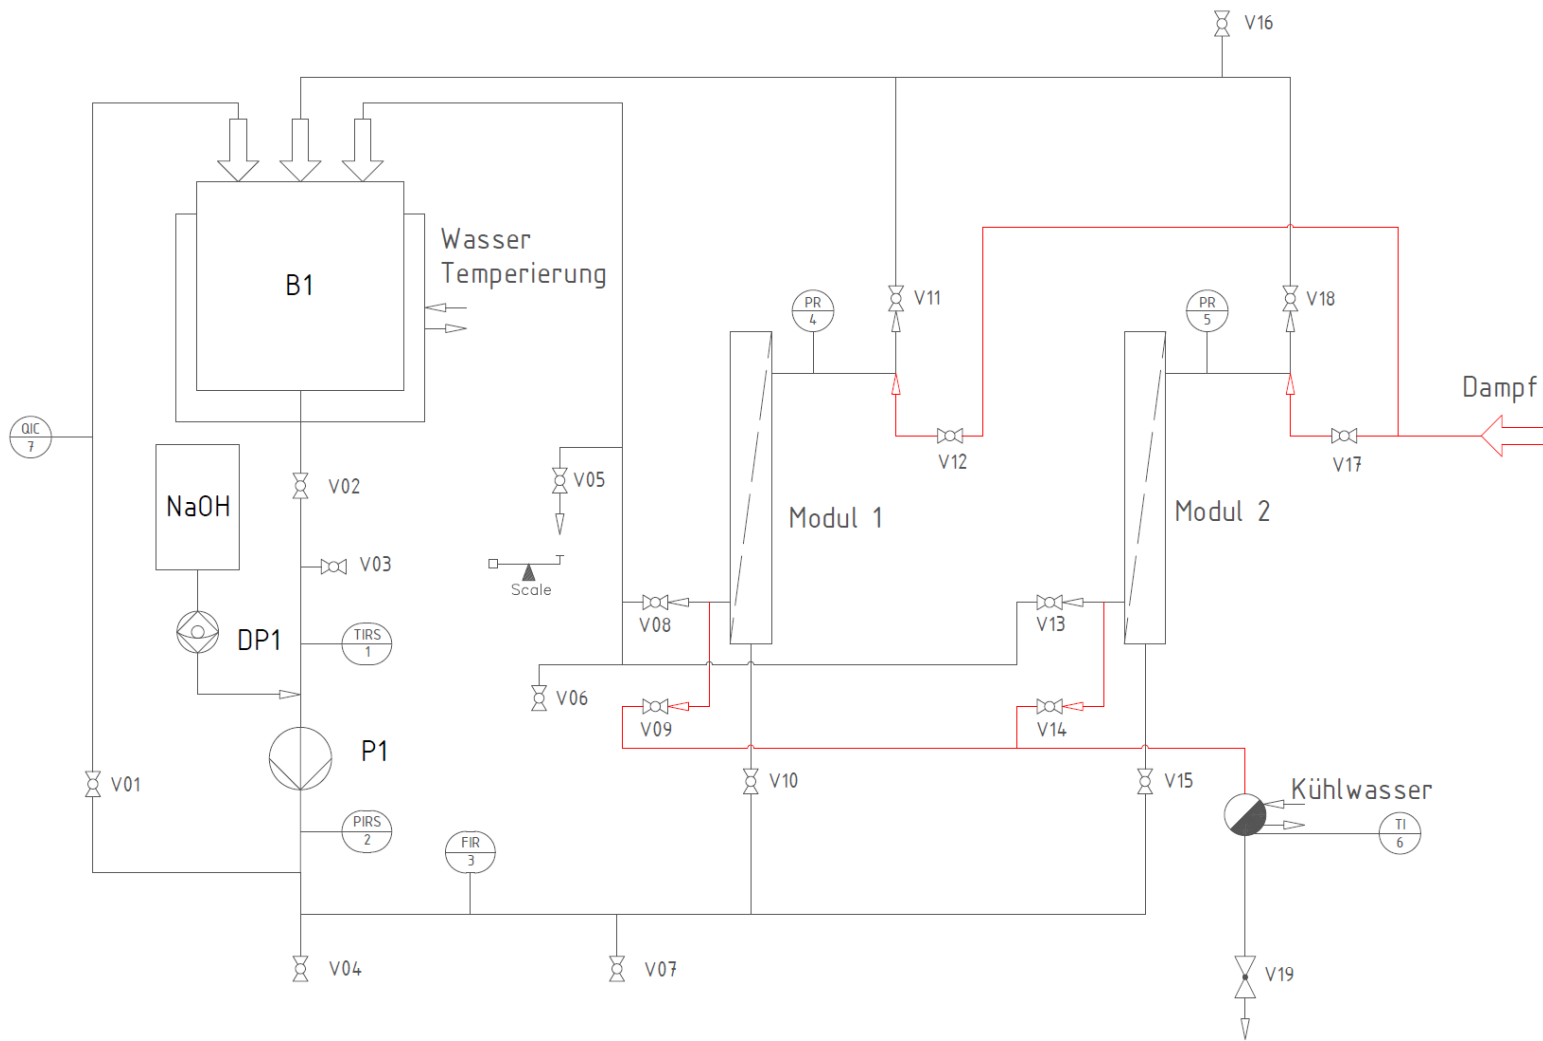 V16
Wasser
Temperierung
B1
V11
V18
PR
4
PR
5
Dampf
QIC
7
V12
V17
V02
V05
NaOH
Modul 1
Modul 2
V03
Scale
DP1
TIRS
1
V08
V13
V06
V09
V14
P1
V01
V10
V15
Kühlwasser
PIRS
2
FIR
3
TI
6
V04
V07
V19